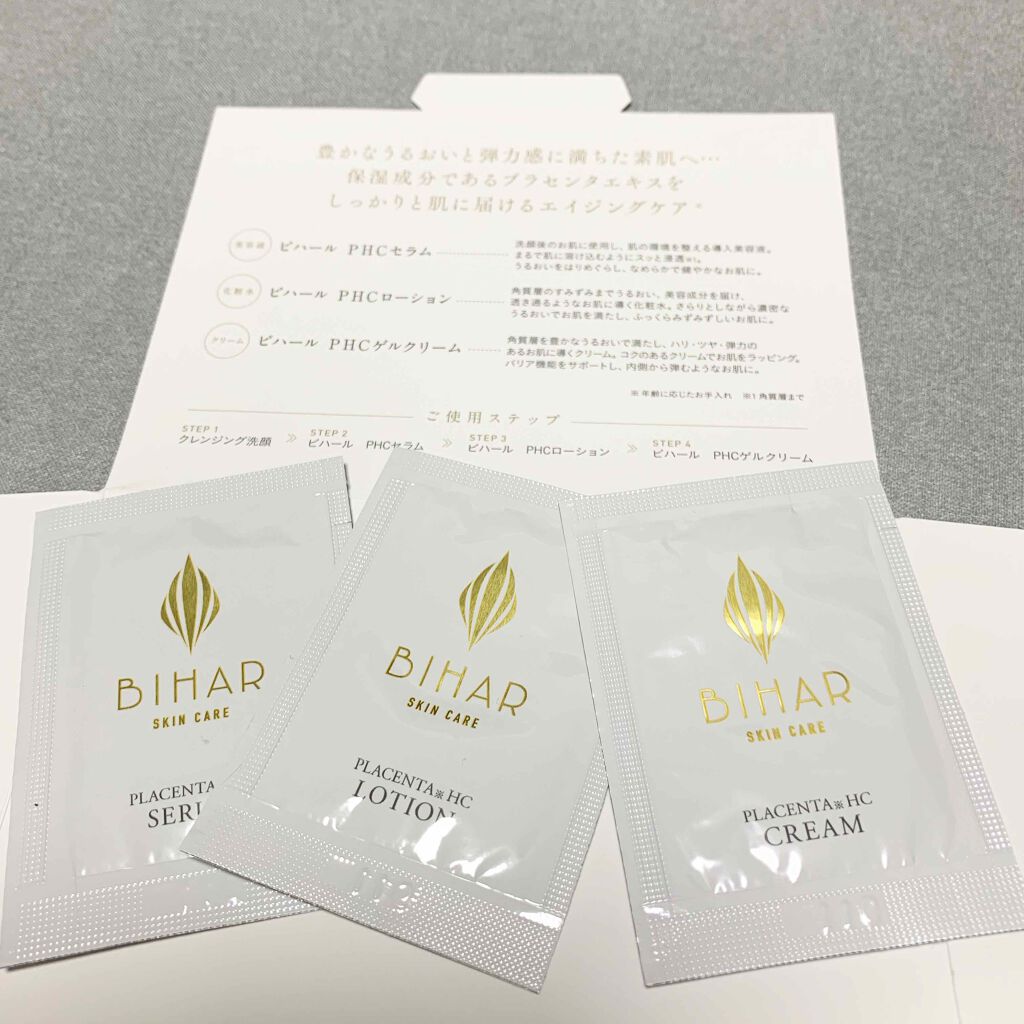 豊かなうるおいと弾力感に満ちた素肌へ…
保湿成分であるプラセンタエキスを
しっかりと肌に届けるエイジングケア※
美容液 ビハール PHCセラム
洗顔後のお肌に使用し、肌の環境を整える導入美容液。
まるで肌に溶け込むようにスッと浸透※1。
うるおいをはりめぐらし、なめらかで健やかなお肌に。
化粧水 ビハール PHCローション
角質層のすみずみまでうるおい、美容成分を届け、
透き通るようなお肌に導く化粧水。さらりとしながら濃密な
うるおいでお肌を満たし、ふっくらみずみずしいお肌に。
クリーム ビハール PHCゲルクリーム
角質層を豊かなうるおいで満たし、ハリ・ツヤ・弾力の
あるお肌に導くクリーム。コクのあるクリームでお肌をラッピング。
バリア機能をサポートし、内側から弾むようなお肌に。
※年齢に応じたお手入れ ※1 角質層まで
ご使用ステップ
STEP 1
クレンジング洗顔
STEP 2
ビハール PHCセラム
STEP 3
ビハール PHCローション
STEP 4
ビハール PHCゲルクリーム
BIHAR
SKIN CARE
PLACENTA
SERU
BIHAR
SKIN CARE
PLACENTA※HC
LOTION
BIHAR
SKIN CARE
PLACENTA※HC
CREAM